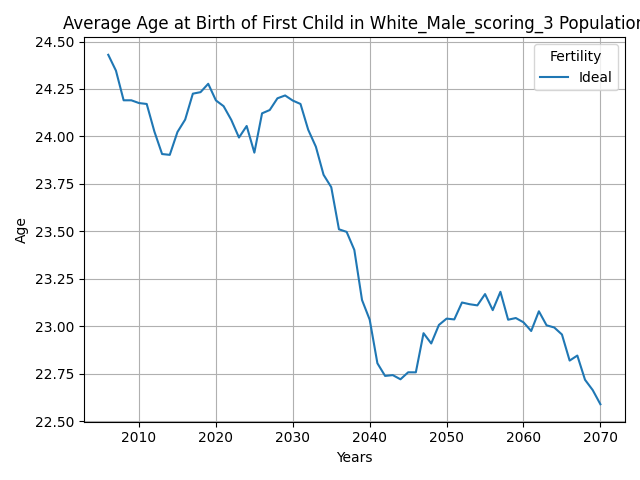 Average Age at Birth of First Child in White_Male_scoring_3 Population
Fertility
Ideal
24.50
24.25
24.00
23.75
23.50
23.25
23.00
22.75
22.50
Age
2010 2020 2030 2040 2050 2060 2070
Years